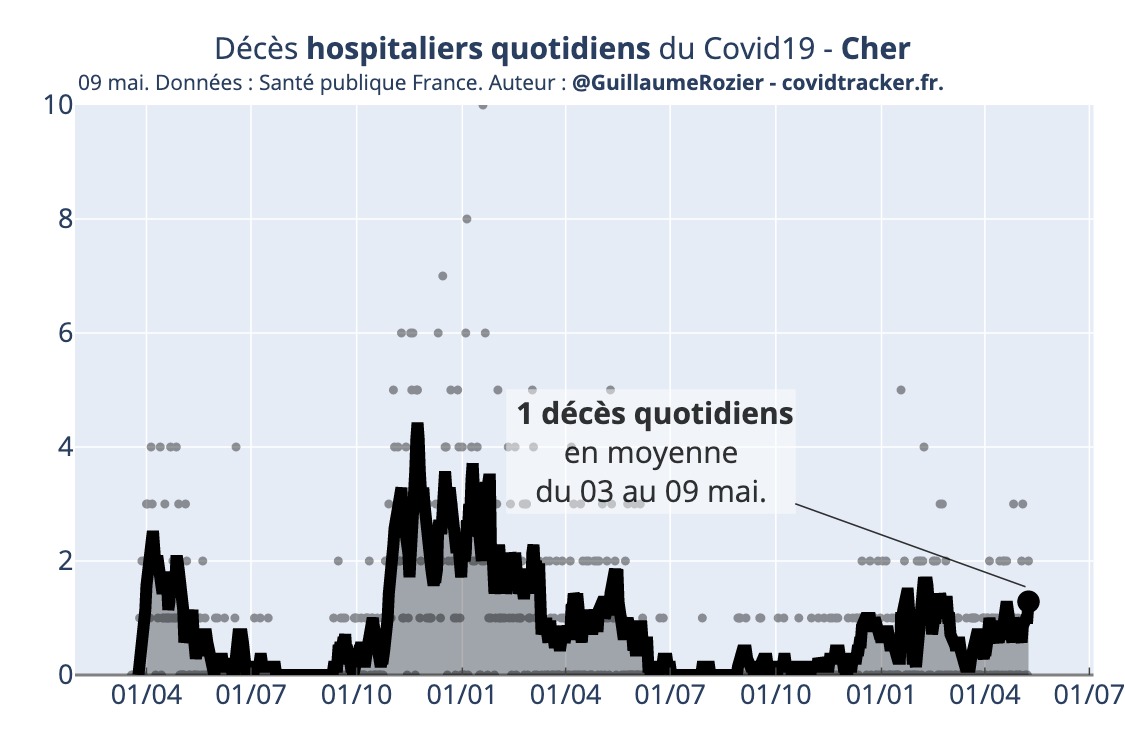 Décès hospitaliers quotidiens du Covid19 - Cher
09 mai. Données : Santé publique France. Auteur : @GuillaumeRozier - covidtracker.fr.
10
8
6
4
2
0
1 décès quotidiens
en moyenne
du 03 au 09 mai.
01/04 01/07 01/10 01/01 01/04 01/07 01/10 01/01 01/04 01/07